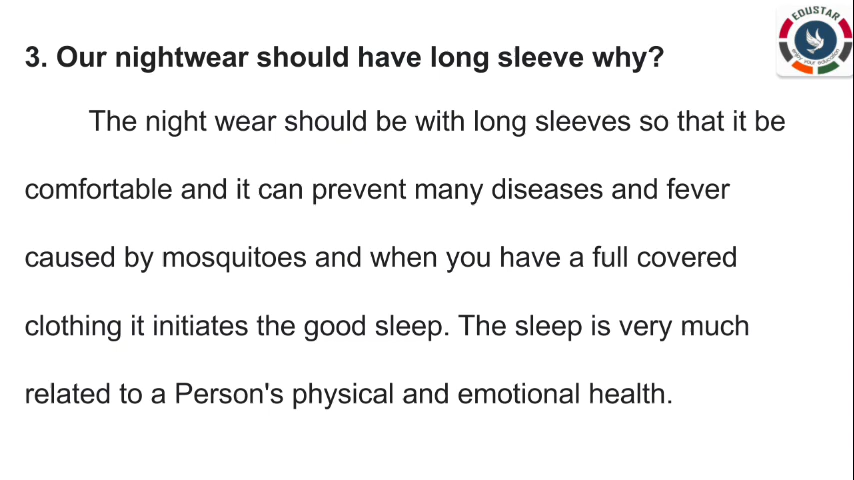 EDUSTAR
enjoy your education
3. Our nightwear should have long sleeve why?
The night wear should be with long sleeves so that it be
comfortable and it can prevent many diseases and fever
caused by mosquitoes and when you have a full covered
clothing it initiates the good sleep. The sleep is very much
related to a Person's physical and emotional health.